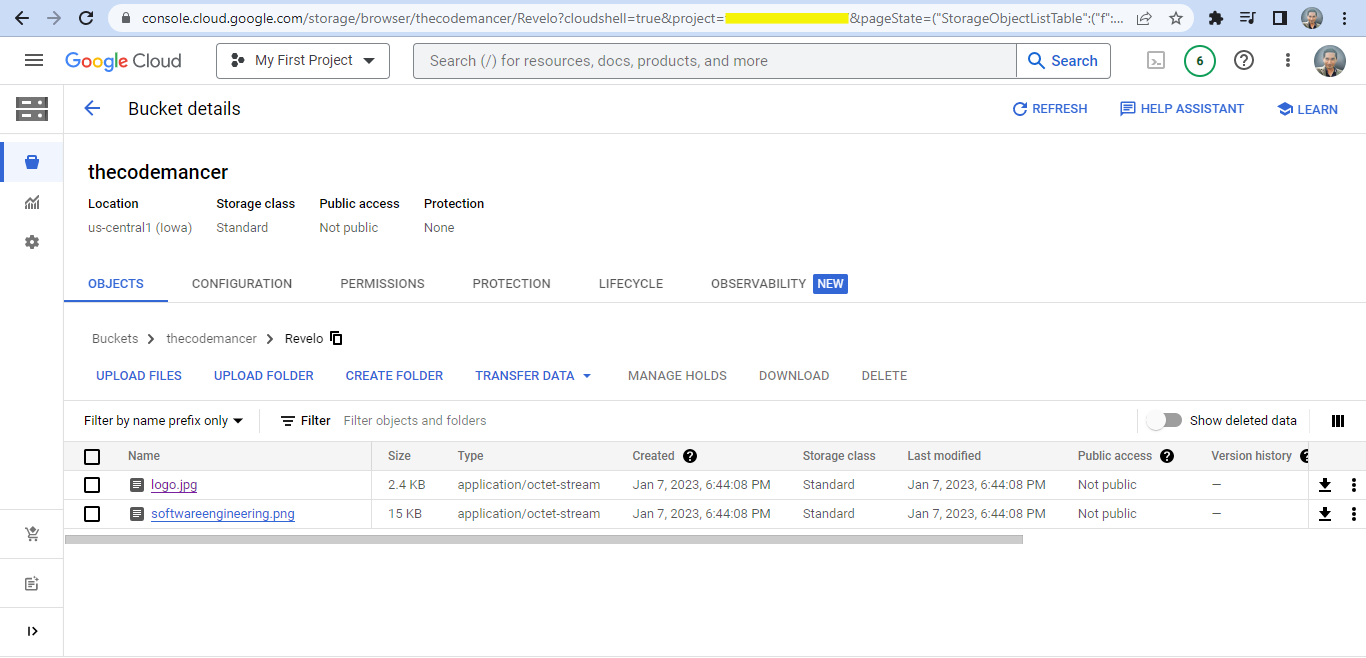 console.cloud.google.com/storage/browser/thecodemancer/Revelo?cloudshell=true&project= &pageState=("StorageObjectListTable":("f":...
Google Cloud My First Project Search (/) for resources, docs, products, and more Search 6
Bucket details REFRESH HELP ASSISTANT LEARN
thecodemancer
Location Storage class Public access Protection
us-central1 (Iowa) Standard Not public None
OBJECTS CONFIGURATION PERMISSIONS PROTECTION LIFECYCLE OBSERVABILITY NEW
Buckets thecodemancer Revelo
UPLOAD FILES UPLOAD FOLDER CREATE FOLDER TRANSFER DATA MANAGE HOLDS DOWNLOAD DELETE
Filter by name prefix only Filter Filter objects and folders Show deleted data
Name Size Type Created Storage class Last modified Public access Version history
logo.jpg 2.4 KB application/octet-stream Jan 7, 2023, 6:44:08 PM Standard Jan 7, 2023, 6:44:08 PM Not public —
softwareengineering.png 15 KB application/octet-stream Jan 7, 2023, 6:44:08 PM Standard Jan 7, 2023, 6:44:08 PM Not public —